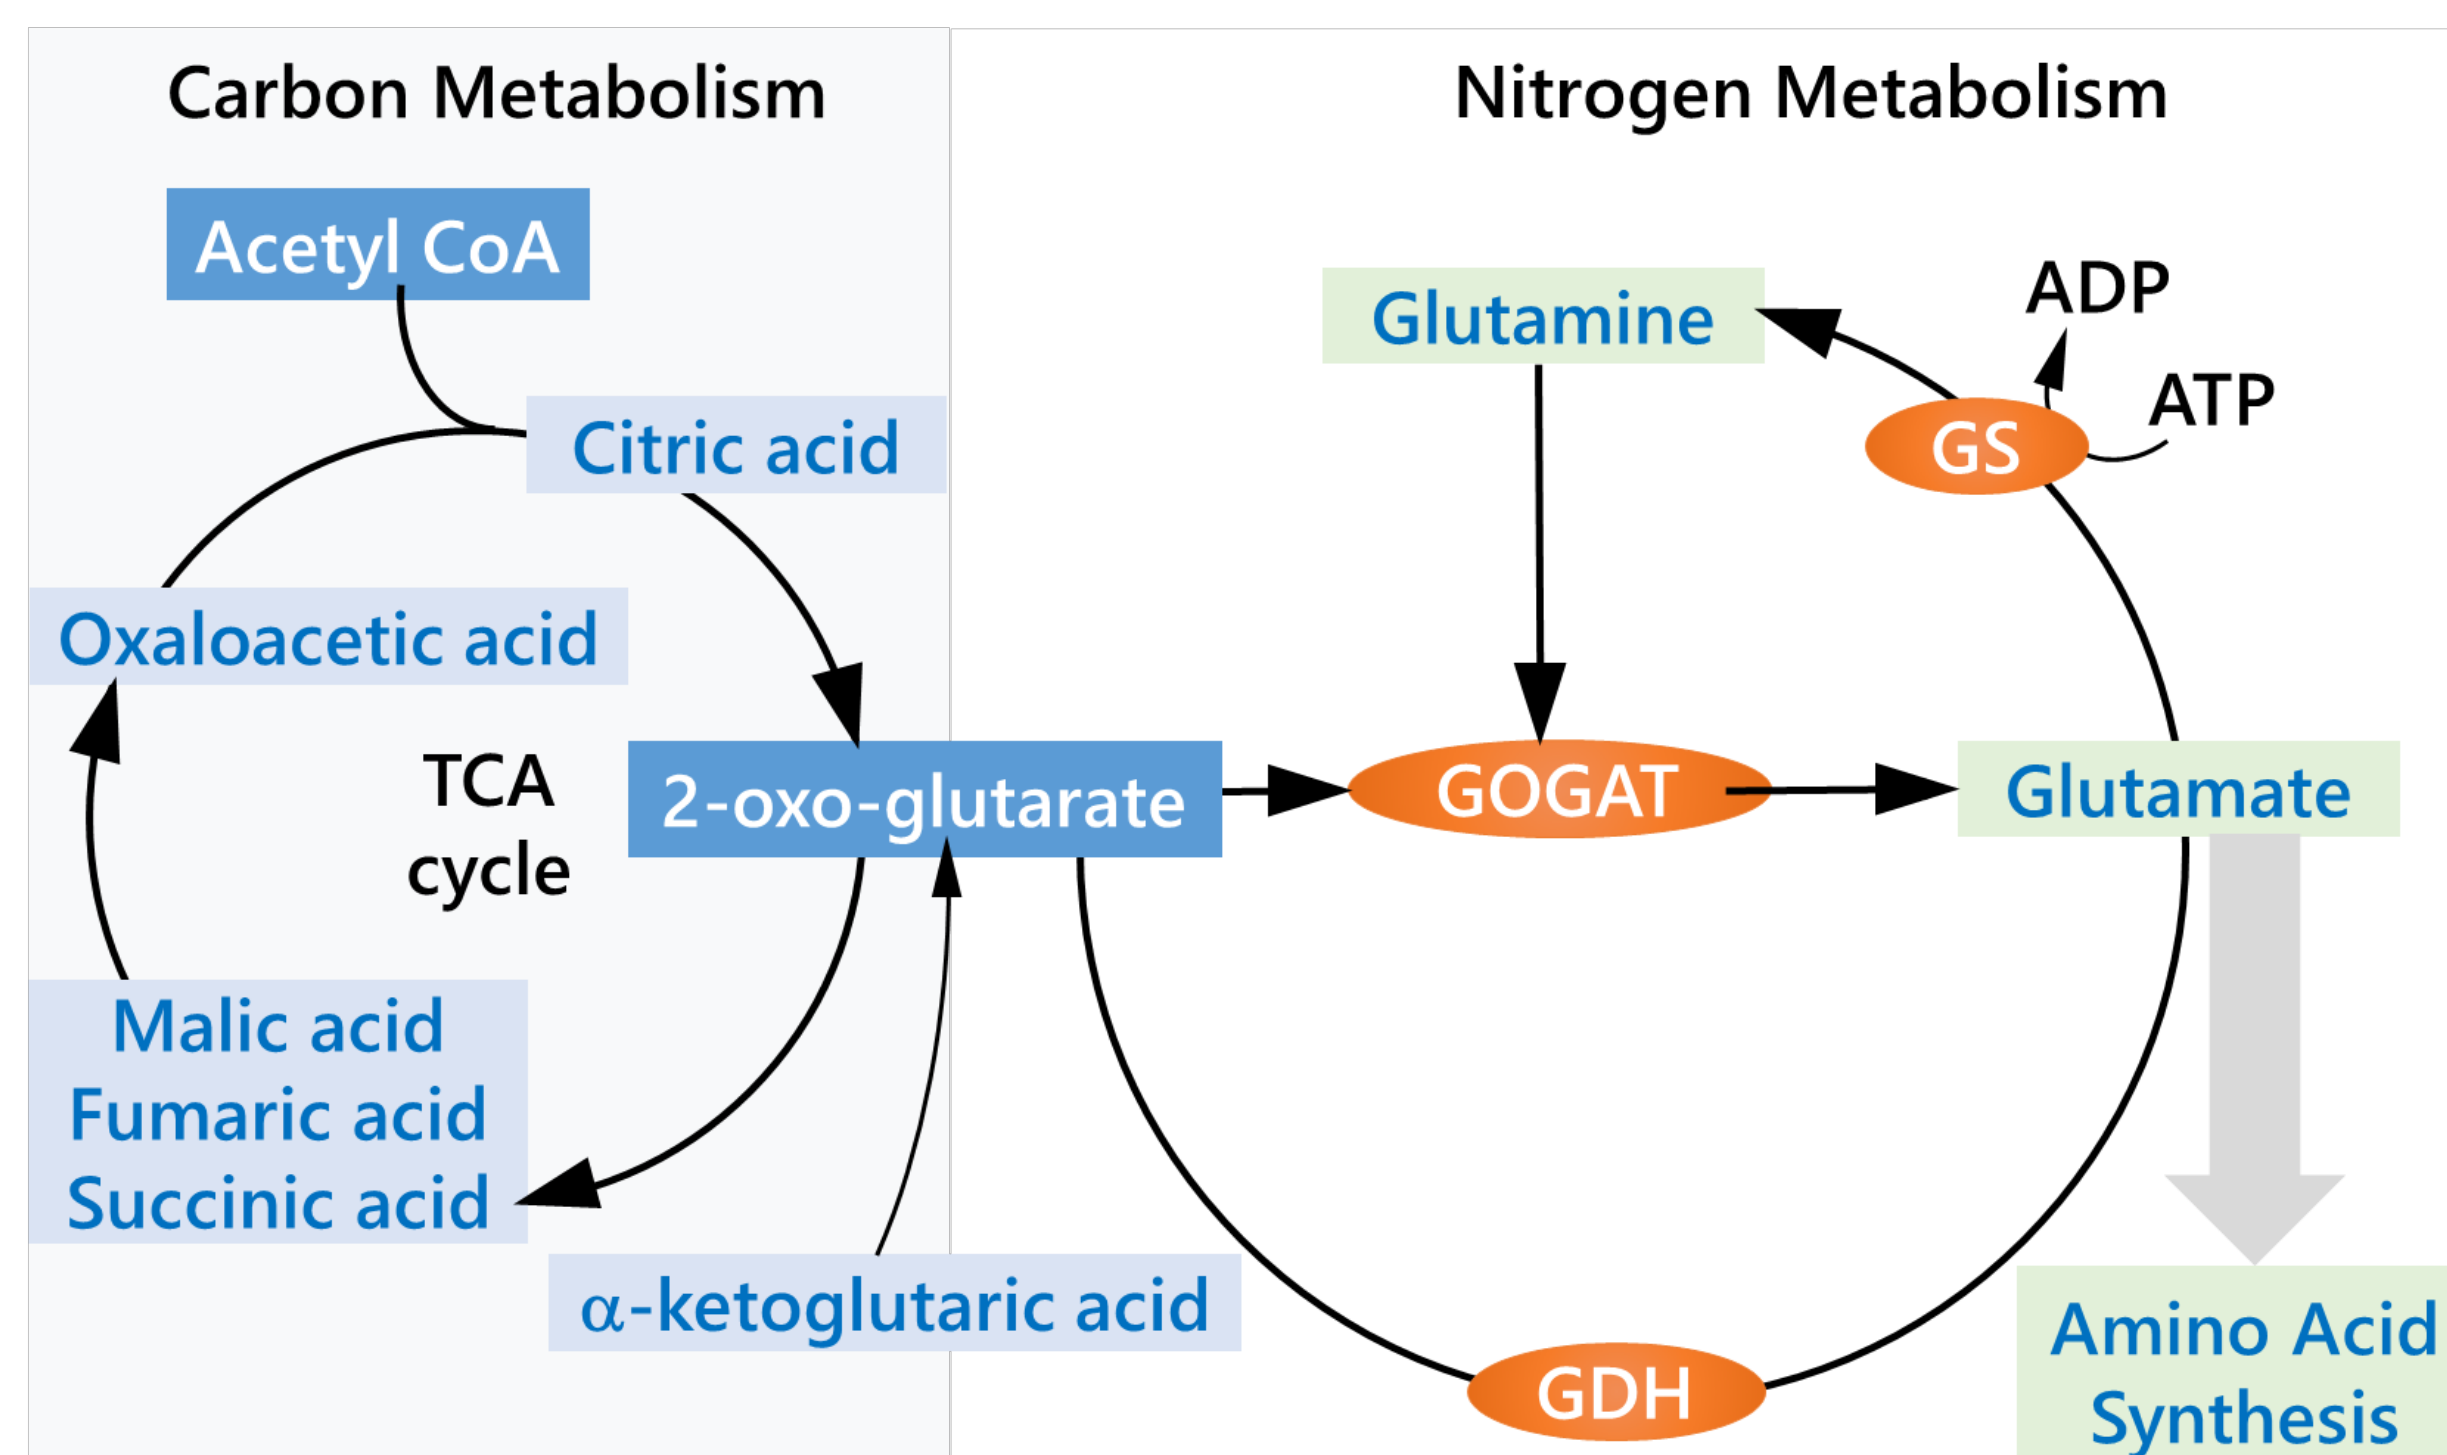 Carbon Metabolism
Nitrogen Metabolism
Acetyl CoA
Citric acid
Oxaloacetic acid
TCA
cycle
2-oxo-glutarate
Malic acid
Fumaric acid
Succinic acid
α-ketoglutaric acid
Glutamine
ADP
ATP
GS
GOGAT
Glutamate
GDH
Amino Acid
Synthesis